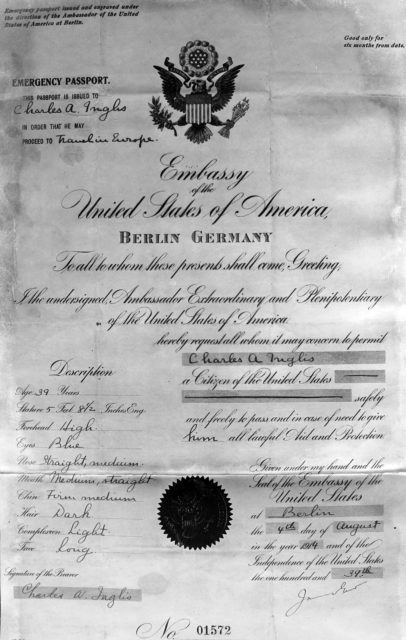 Emergency passport issued and engraved under
the direction of the Ambassador of the United
States of America at Berlin.
Good only for
six months from date.
EMERGENCY PASSPORT.
THIS PASSPORT IS ISSUED TO
Charles A. Inglis
IN ORDER THAT HE MAY
PROCEED TO Travel in Europe.
Embassy
of the
United States of America,
BERLIN GERMANY
To all to whom these presents shall come, Greeting,
I the undersigned, Ambassador Extraordinary and Plenipotentiary
of the United States of America
hereby request all whom it may concern to permit
Charles A Inglis
a Citizen of the United States
safely
and freely to pass and in case of need to give
him all lawful Aid and Protection
Description
Age 39 Years
Stature 5 Feet 8½ Inches Eng.
Forehead High
Eyes Blue
Nose Straight, medium.
Mouth Medium, straight
Chin Firm medium
Hair Dark
Complexion Light
Face Long
Signature of the Bearer
Charles A. Inglis
Given under my hand and the
Seal of the Embassy of the
United States
at Berlin
the 4th day of August
in the year 1914 and of the
Independence of the United States
the one hundred and 39th
No 01572